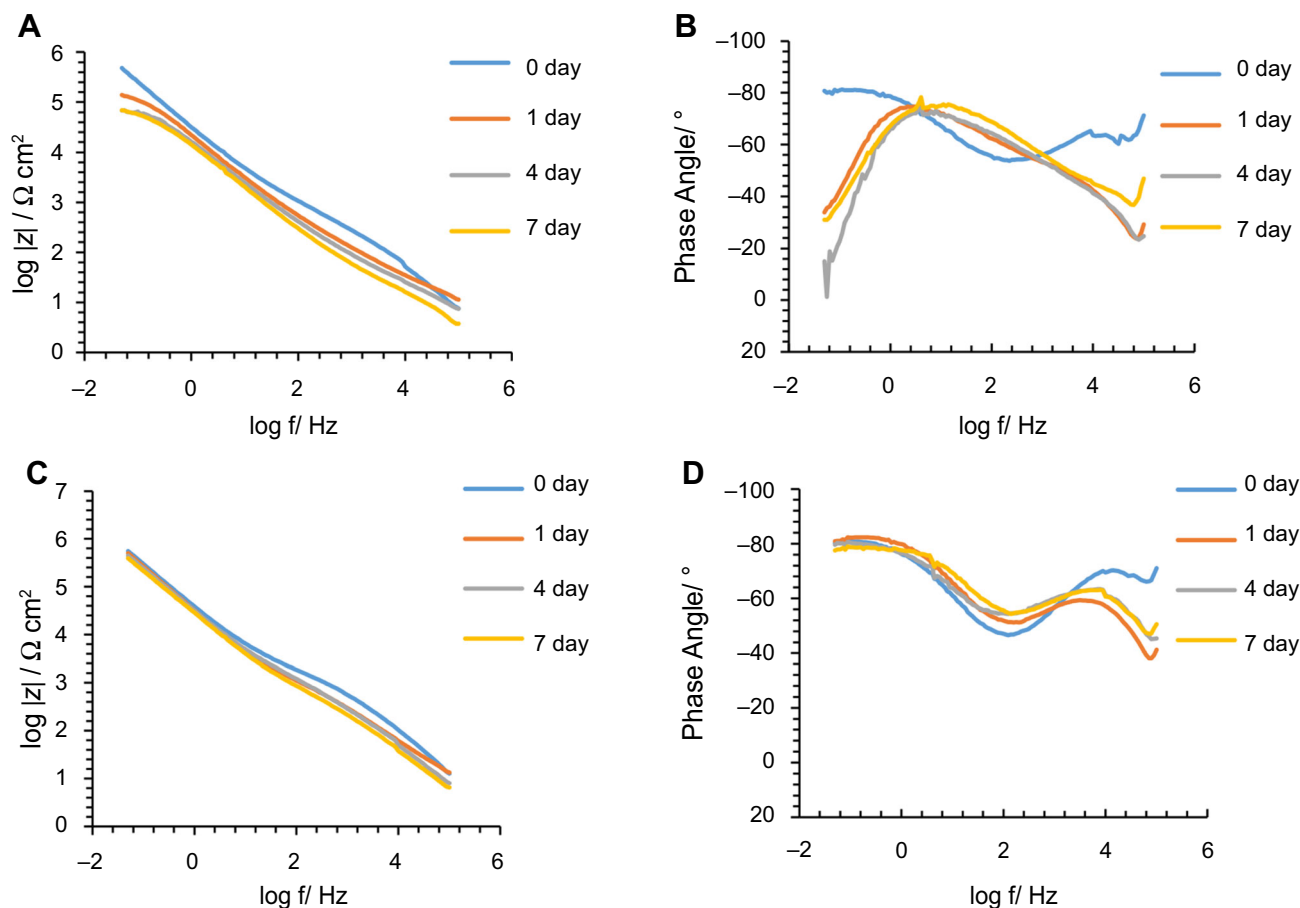 A
6
5
4
3
2
1
0
–2
0
2
4
6
log |z| / Ω cm²
log f/ Hz
0 day
1 day
4 day
7 day
B
–100
–80
–60
–40
–20
0
20
–2
0
2
4
6
Phase Angle/ °
log f/ Hz
0 day
1 day
4 day
7 day
C
7
6
5
4
3
2
1
0
–2
0
2
4
6
log |z| / Ω cm²
log f/ Hz
0 day
1 day
4 day
7 day
D
–100
–80
–60
–40
–20
0
20
–2
0
2
4
6
Phase Angle/ °
log f/ Hz
0 day
1 day
4 day
7 day